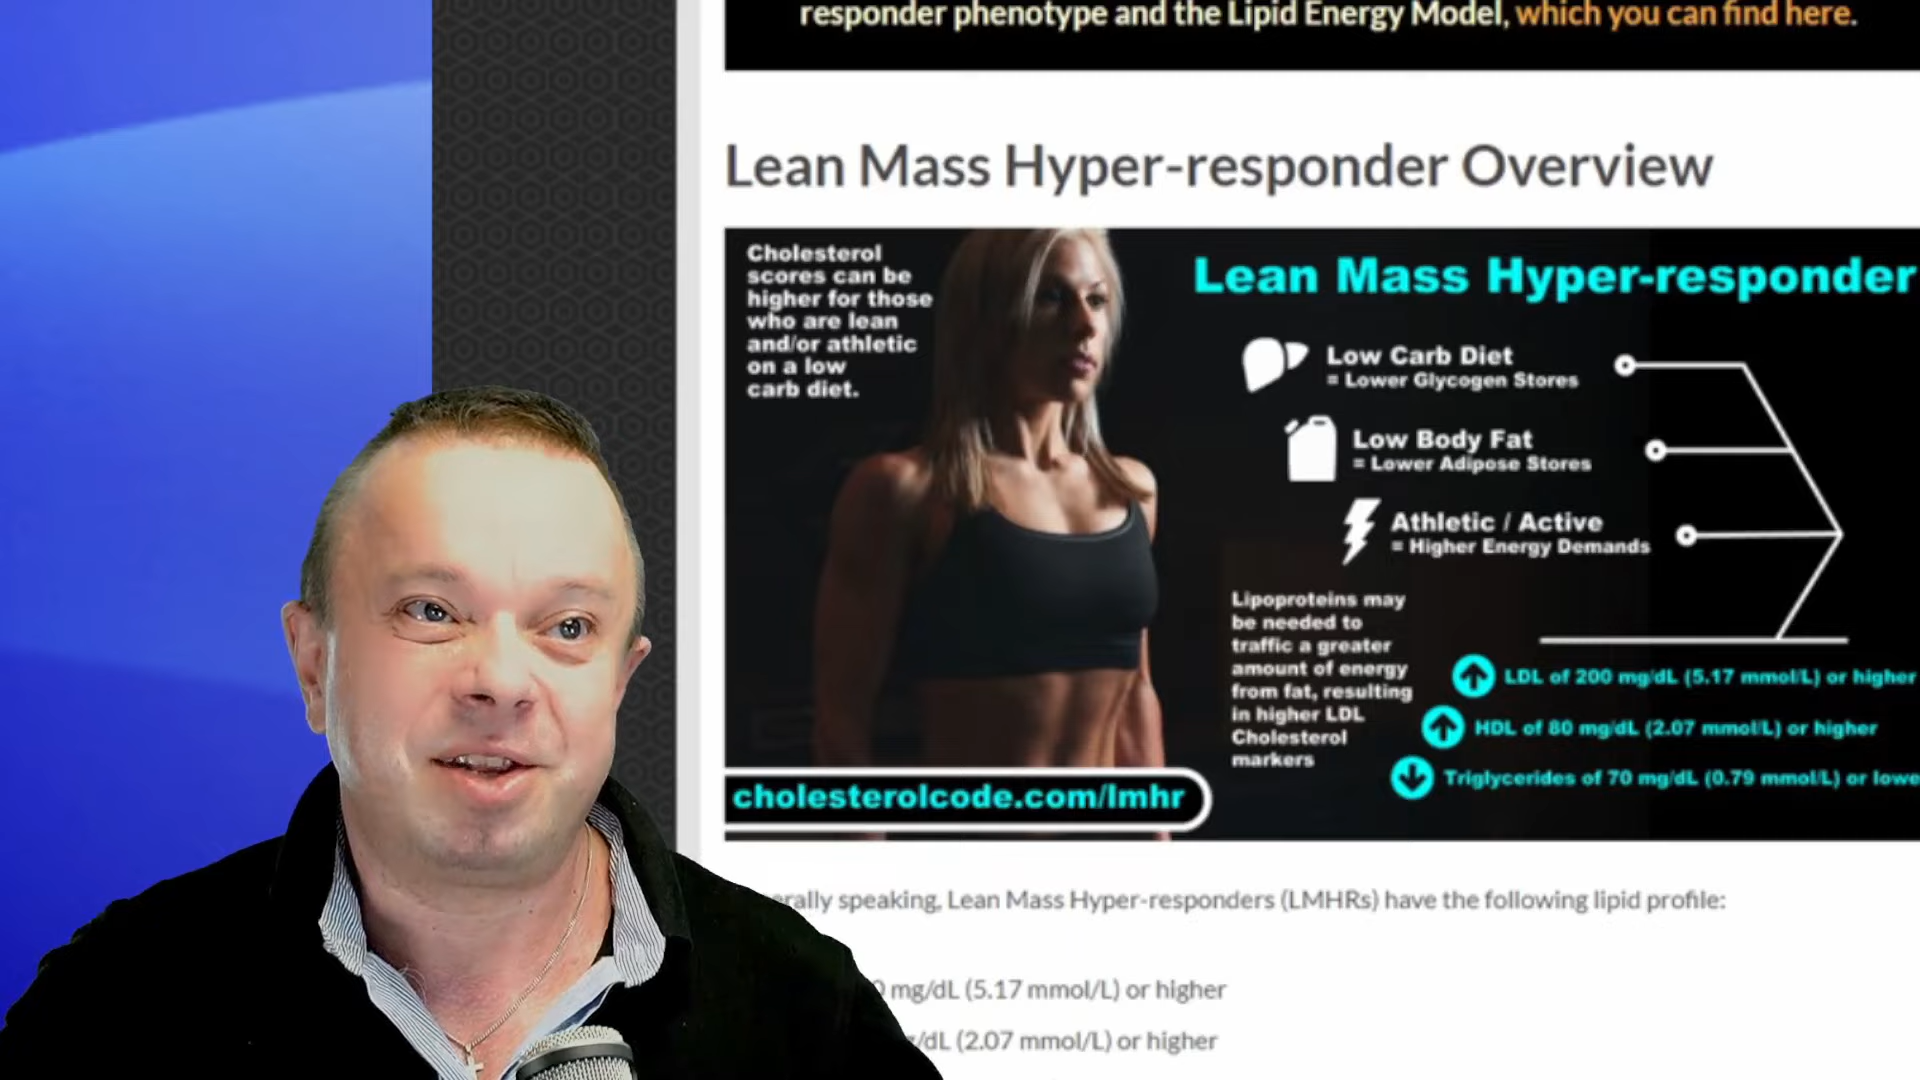 responder phenotype and the Lipid Energy Model, which you can find here.
Lean Mass Hyper-responder Overview
Cholesterol
scores can be
higher for those
who are lean
and/or athletic
on a low
carb diet.
Lean Mass Hyper-responder
Low Carb Diet
= Lower Glycogen Stores
Low Body Fat
= Lower Adipose Stores
Athletic / Active
= Higher Energy Demands
Lipoproteins may
be needed to
traffic a greater
amount of energy
from fat, resulting
in higher LDL
Cholesterol
markers
LDL of 200 mg/dL (5.17 mmol/L) or higher
HDL of 80 mg/dL (2.07 mmol/L) or higher
Triglycerides of 70 mg/dL (0.79 mmol/L) or lowe
cholesterolcode.com/lmhr
erally speaking, Lean Mass Hyper-responders (LMHRs) have the following lipid profile:
mg/dL (5.17 mmol/L) or higher
/dL (2.07 mmol/L) or higher